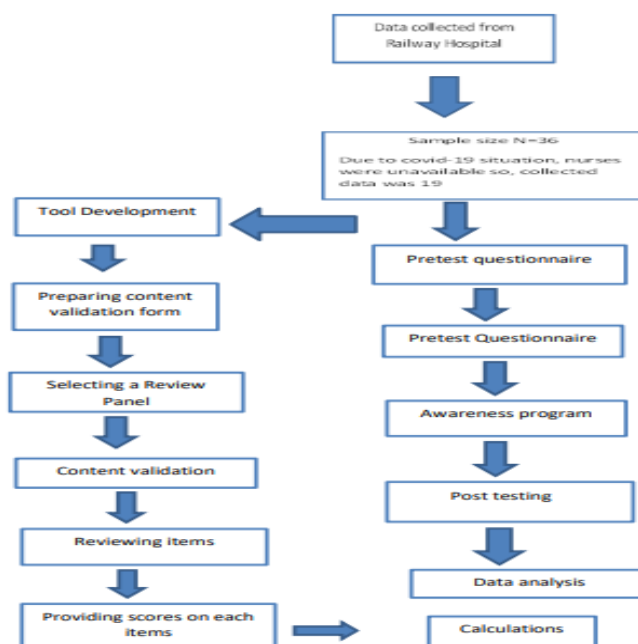 Data collected from
Railway Hospital
Sample size N=36
Due to covid-19 situation, nurses
were unavailable so, collected
data was 19
Tool Development
Preparing content
validation form
Selecting a Review
Panel
Content validation
Reviewing items
Providing scores on each
items
Pretest questionnaire
Pretest Questionnaire
Awareness program
Post testing
Data analysis
Calculations